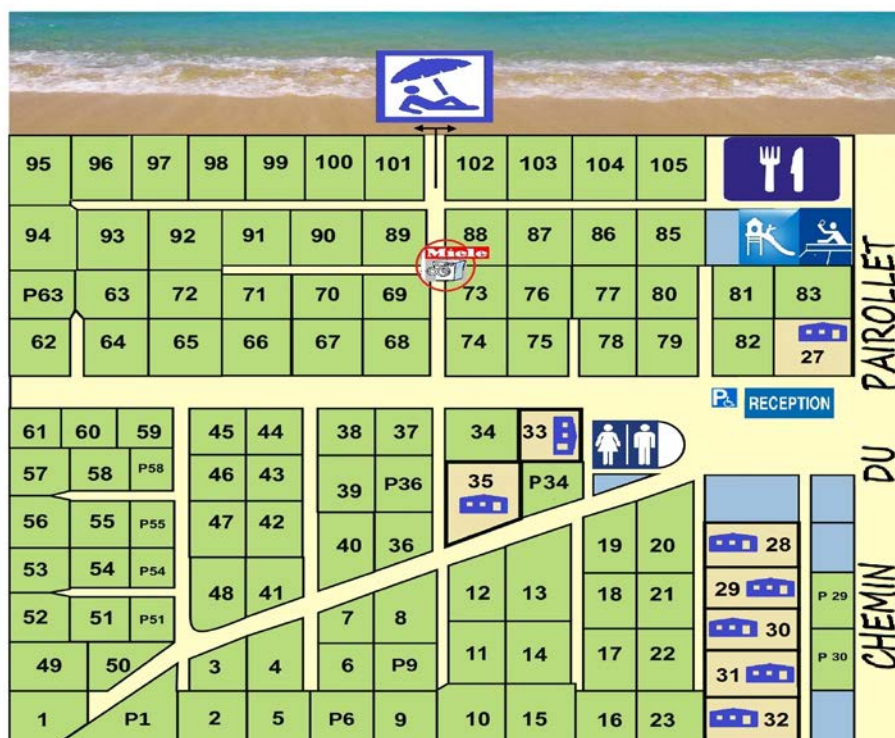 95 96 97 98 99 100 101 102 103 104 105
94 93 92 91 90 89 88 87 86 85
Miele
P63 63 72 71 70 69 73 76 77 80 81 83
62 64 65 66 67 68 74 75 78 79 82 27
P RECEPTION
61 60 59 45 44 38 37 34 33
57 58 P58 46 43 39 P36 35 P34
56 55 P55 47 42 40 36 19 20 28
53 54 P54 48 41 12 13 18 21 29 P 29
52 51 P51 7 8 30
49 50 3 4 6 P9 11 14 17 22 31 P 30
1 P1 2 5 P6 9 10 15 16 23 32
CHEMIN DU PAIROLLET